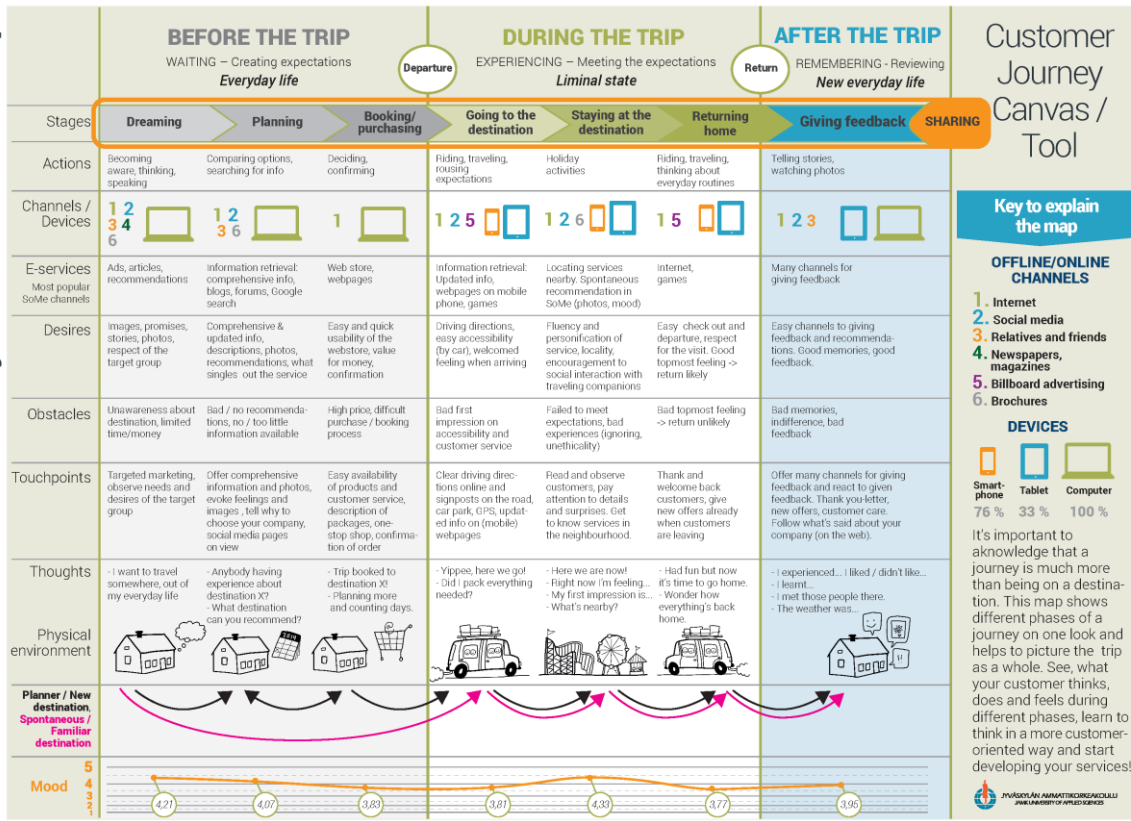 BEFORE THE TRIP
WAITING – Creating expectations
Everyday life
Departure
DURING THE TRIP
EXPERIENCING – Meeting the expectations
Liminal state
Return
AFTER THE TRIP
REMEMBERING - Reviewing
New everyday life
Customer
Journey
Canvas /
Tool
Stages
Dreaming
Planning
Booking/
purchasing
Going to the
destination
Staying at the
destination
Returning
home
Giving feedback
SHARING
Actions
Becoming
aware, thinking,
speaking
Comparing options,
searching for info
Deciding,
confirming
Riding, traveling,
rousing
expectations
Holiday
activities
Riding, traveling,
thinking about
everyday routines
Telling stories,
watching photos
Channels /
Devices
1 2
3 4
6
1 2
3 6
1
1 2 5
1 2 6
1 5
1 2 3
E-services
Most popular
SoMe channels
Ads, articles,
recommendations
Information retrieval:
comprehensive info,
blogs, forums, Google
search
Web store,
webpages
Information retrieval:
Updated info,
webpages on mobile
phone, games
Locating services
nearby. Spontaneous
recommendation in
SoMe (photos, mood)
Internet,
games
Many channels for
giving feedback
Desires
Images, promises,
stories, photos,
respect of the
target group
Comprehensive &
updated info,
descriptions, photos,
recommendations, what
singles out the service
Easy and quick
usability of the
webstore, value
for money,
confirmation
Driving directions,
easy accessibility
(by car), welcomed
feeling when arriving
Fluency and
personification of
service, locality,
encouragement to
social interaction with
traveling companions
Easy check out and
departure, respect
for the visit. Good
topmost feeling ->
return likely
Easy channels to giving
feedback and recommenda-
tions. Good memories, good
feedback.
Obstacles
Unawareness about
destination, limited
time/money
Bad / no recommenda-
tions, no / too little
information available
High price, difficult
purchase / booking
process
Bad first
impression on
accessibility and
customer service
Failed to meet
expectations, bad
experiences (ignoring,
unethicality)
Bad topmost feeling
-> return unlikely
Bad memories,
indifference, bad
feedback
Touchpoints
Targeted marketing,
observe needs and
desires of the target
group
Offer comprehensive
information and photos,
evoke feelings and
images , tell why to
choose your company,
social media pages
on view
Easy availability
of products and
customer service,
description of
packages, one-
stop shop, confirma-
tion of order
Clear driving direc-
tions online and
signposts on the road,
car park, GPS, updat-
ed info on (mobile)
webpages
Read and observe
customers, pay
attention to details
and surprises. Get
to know services in
the neighbourhood.
Thank and
welcome back
customers, give
new offers already
when customers
are leaving
Offer many channels for giving
feedback and react to given
feedback. Thank you-letter,
new offers, customer care.
Follow what's said about your
company (on the web).
Thoughts
- I want to travel
somewhere, out of
my everyday life
- Anybody having
experience about
destination X?
- What destination
can you recommend?
- Trip booked to
destination X!
- Planning more
and counting days.
- Yippee, here we go!
- Did I pack everything
needed?
- Here we are now!
- Right now I'm feeling...
- My first impression is...
- What's nearby?
- Had fun but now
it's time to go home.
- Wonder how
everything's back
home.
- I experienced... I liked / didn't like...
- I learnt...
- I met those people there.
- The weather was...
Physical
environment
Planner / New
destination,
Spontaneous /
Familiar
destination
Mood
5
4
3
2
1
4,21
4,07
3,83
3,81
4,33
3,77
3,95
Key to explain
the map
OFFLINE/ONLINE
CHANNELS
1. Internet
2. Social media
3. Relatives and friends
4. Newspapers,
magazines
5. Billboard advertising
6. Brochures
DEVICES
Smart-
phone
Tablet
Computer
76 %
33 %
100 %
It's important to
aknowledge that a
journey is much more
than being on a destina-
tion. This map shows
different phases of a
journey on one look and
helps to picture the trip
as a whole. See, what
your customer thinks,
does and feels during
different phases, learn to
think in a more customer-
oriented way and start
developing your services!
JYVÄSKYLÄN AMMATTIKORKEAKOULU
JAMK UNIVERSITY OF APPLIED SCIENCES